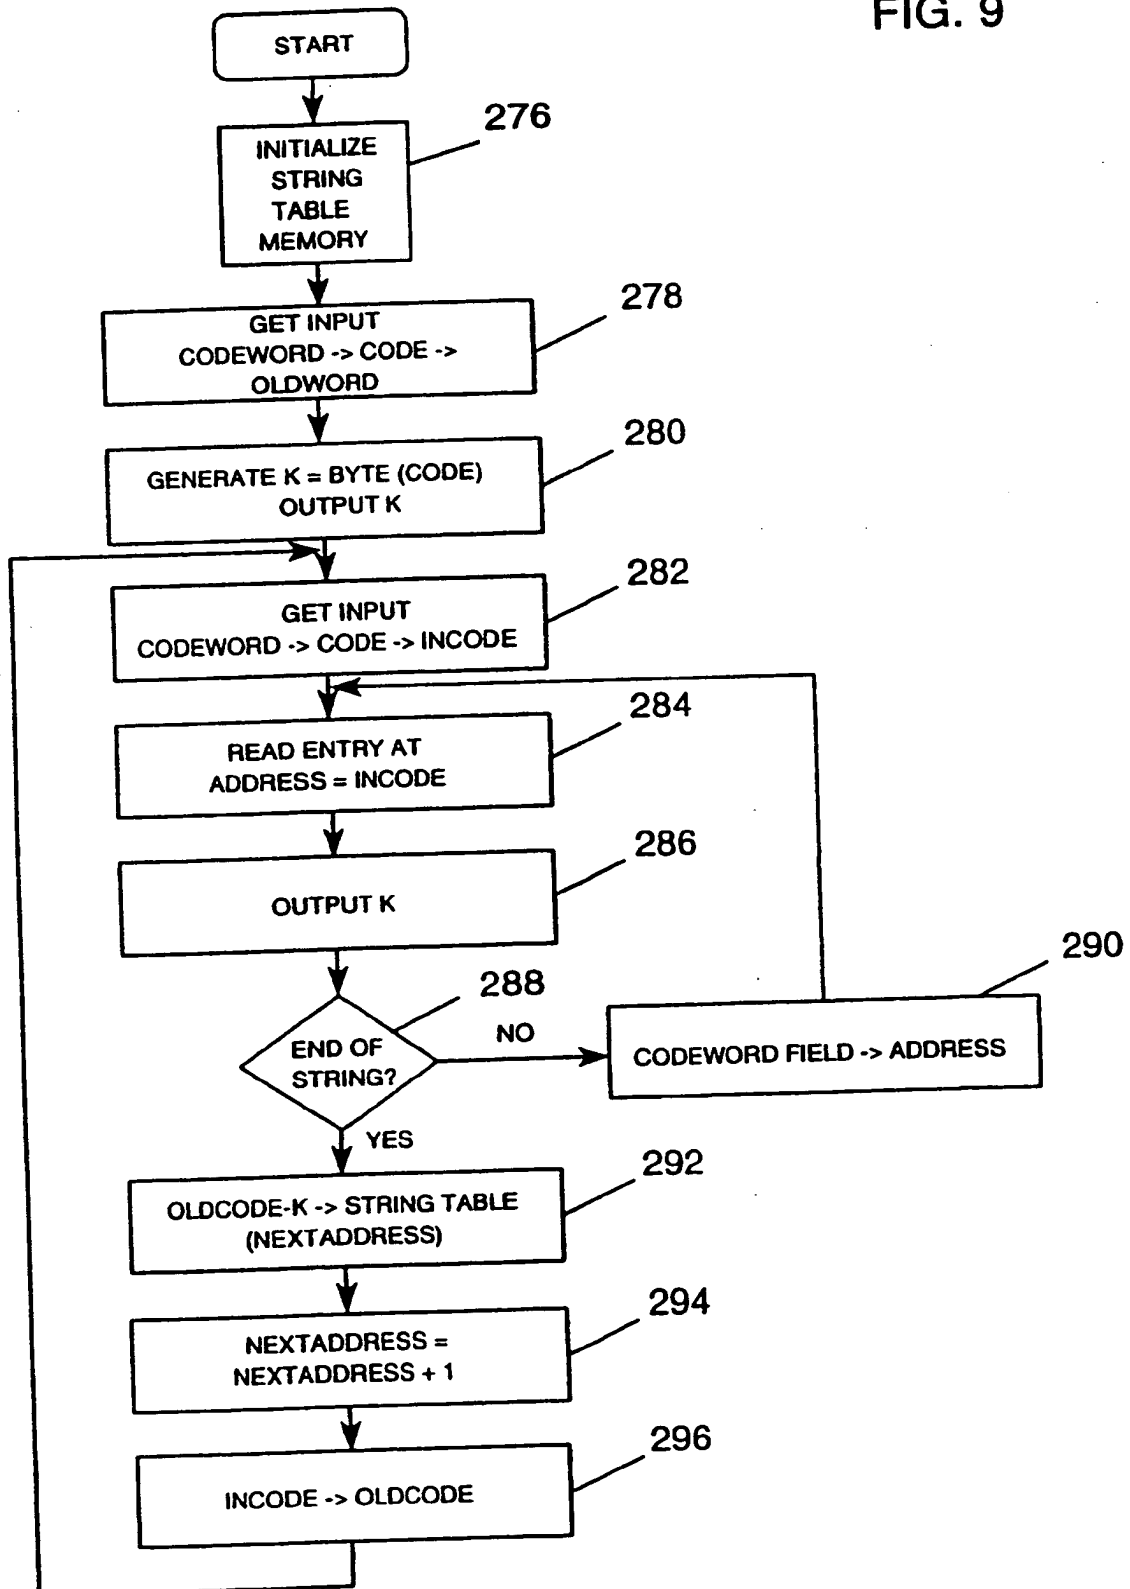 FIG. 9
START
276
INITIALIZE
STRING
TABLE
MEMORY
278
GET INPUT
CODEWORD -> CODE ->
OLDWORD
280
GENERATE K = BYTE (CODE)
OUTPUT K
282
GET INPUT
CODEWORD -> CODE -> INCODE
284
READ ENTRY AT
ADDRESS = INCODE
286
OUTPUT K
288
END OF
STRING?
NO
290
CODEWORD FIELD -> ADDRESS
YES
292
OLDCODE-K -> STRING TABLE
(NEXTADDRESS)
294
NEXTADDRESS =
NEXTADDRESS + 1
296
INCODE -> OLDCODE